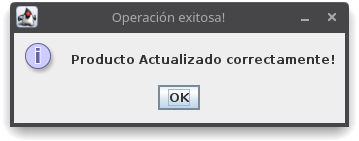 Operación exitosa!
Producto Actualizado correctamente!
OK